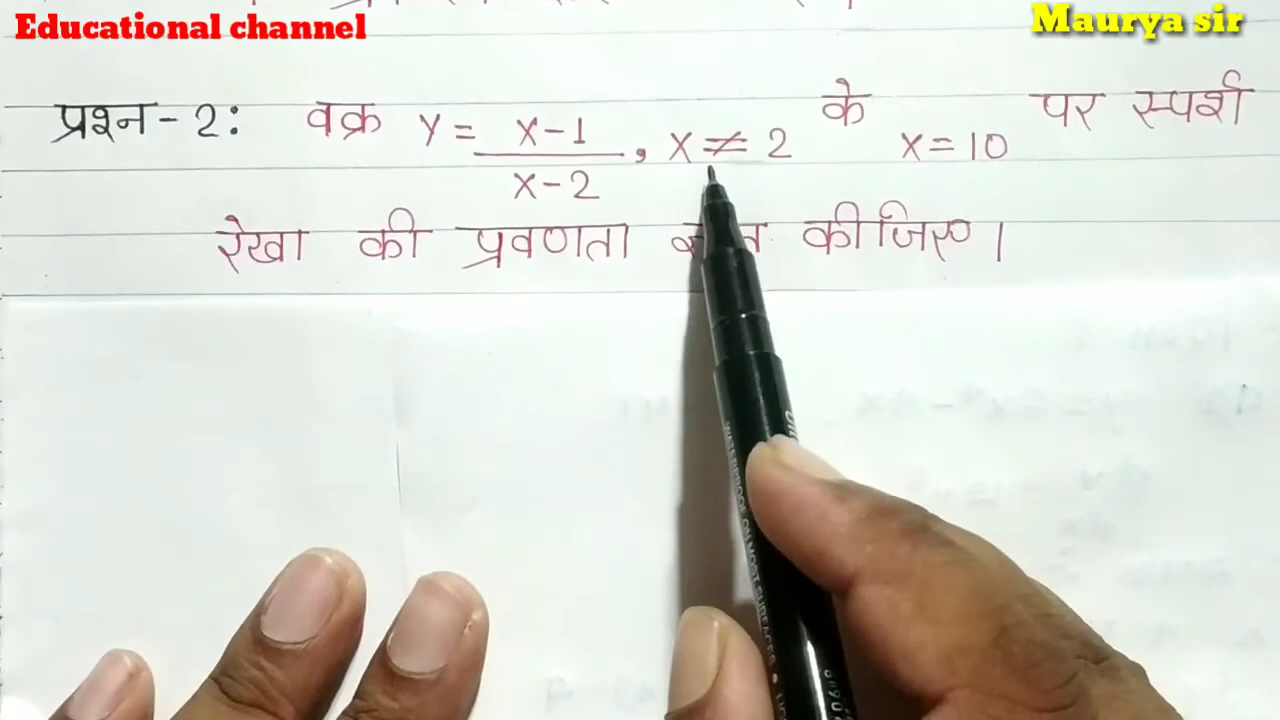 Educational channel
Maurya sir
प्रश्न-2: वक्र y = x-1 / x-2, x ≠ 2 के x = 10 पर स्पर्श
रेखा की प्रवणता कीजिए।